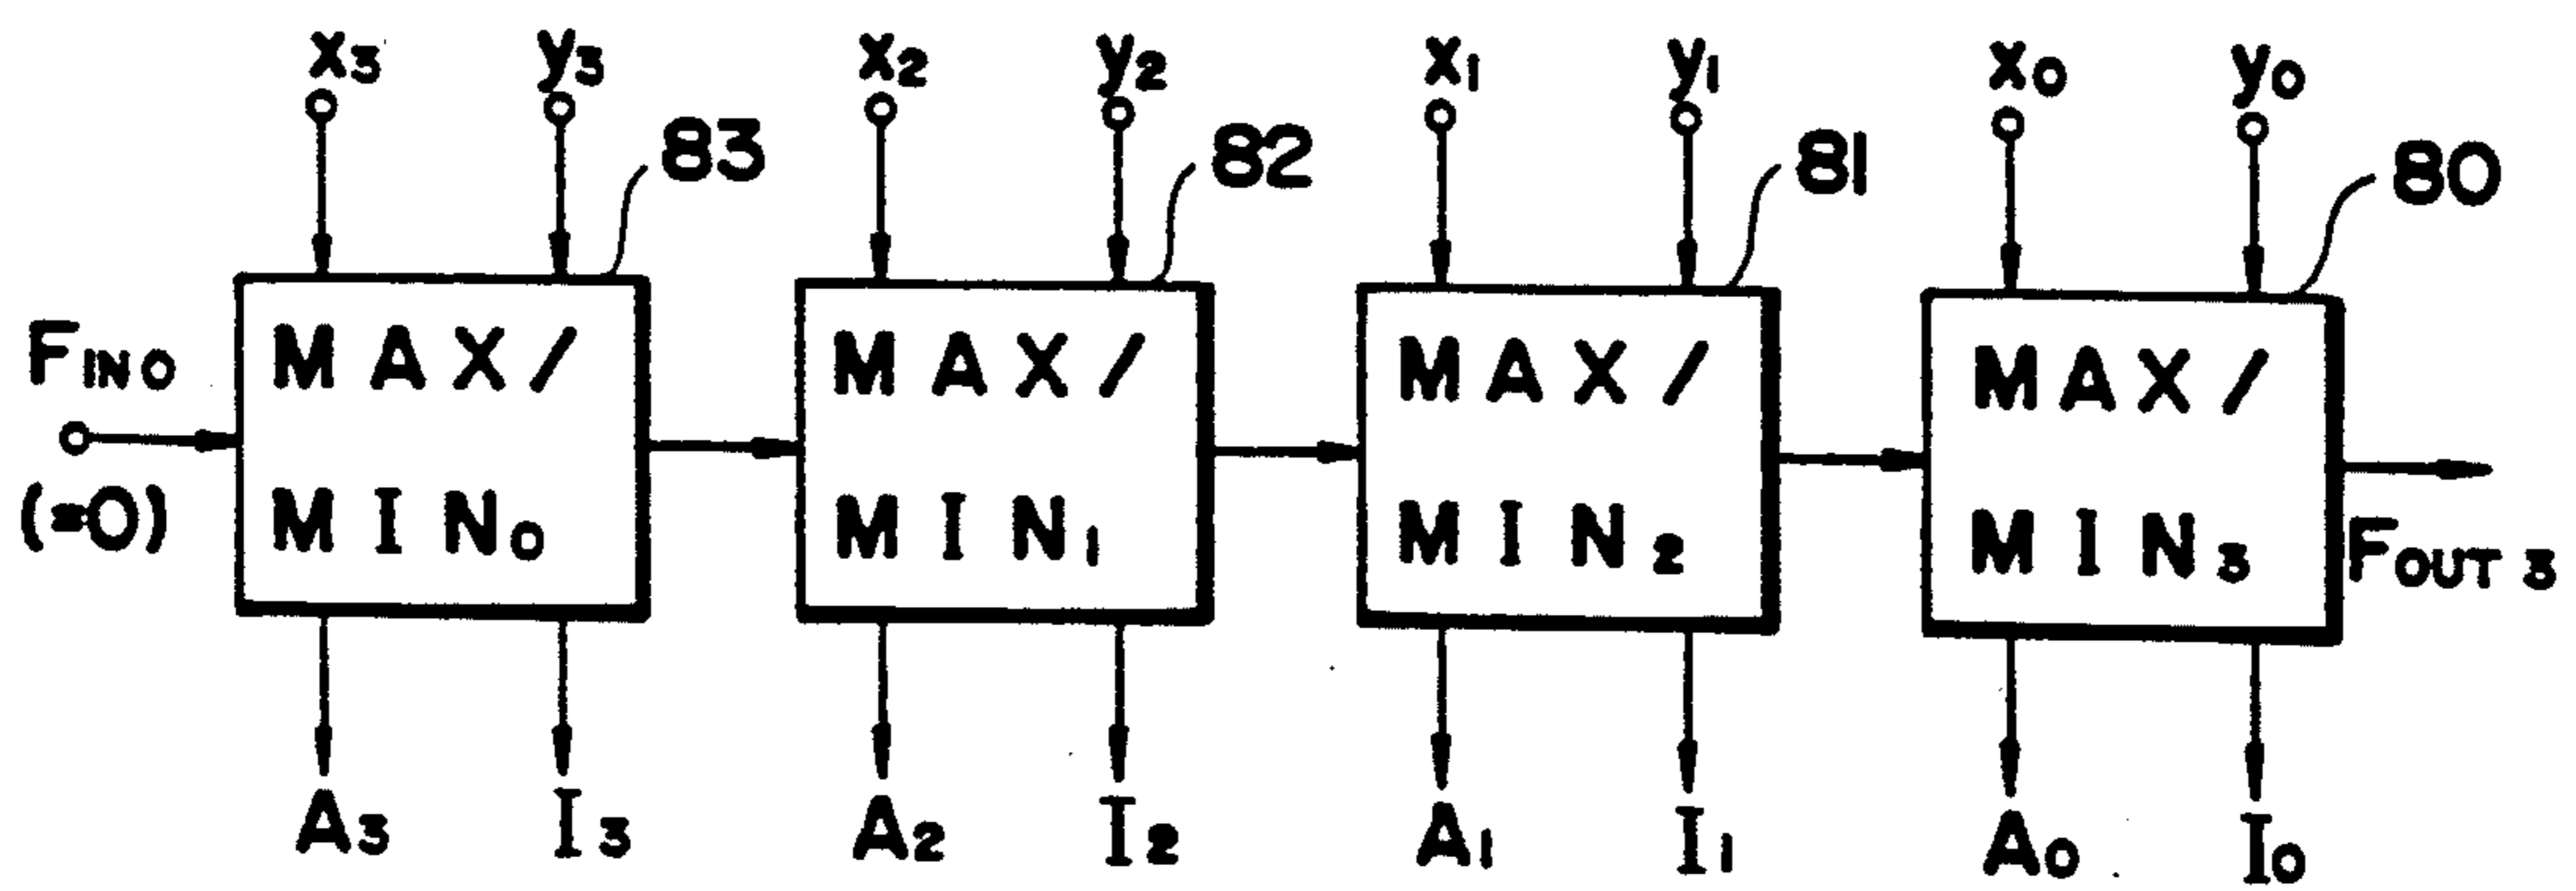 x3 y3 x2 y2 x1 y1 x0 y0
83 82 81 80
FIN0 MAX/ MAX/ MAX/ MAX/
(=0) MIN0 MIN1 MIN2 MIN3 FOUT3
A3 I3 A2 I2 A1 I1 A0 I0